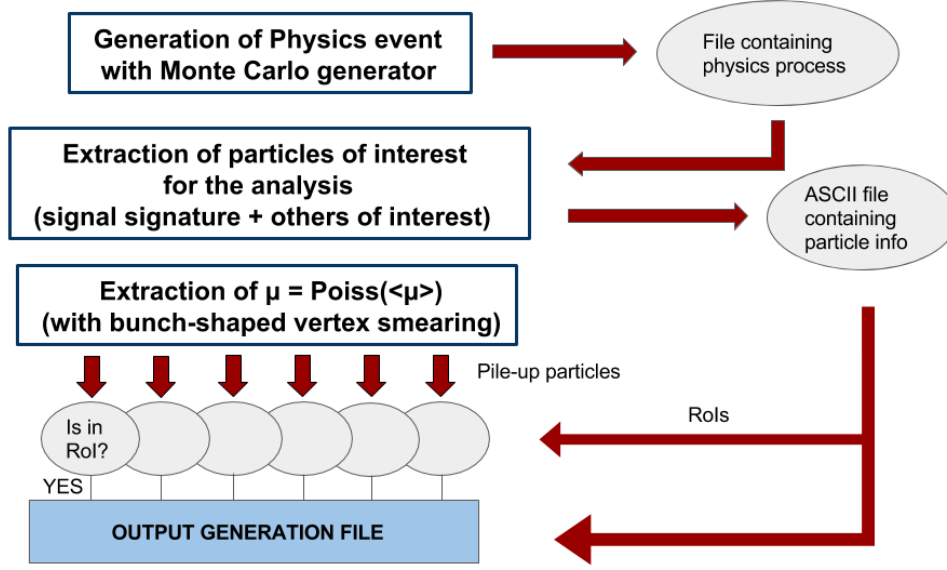 Generation of Physics event
with Monte Carlo generator
File containing
physics process
Extraction of particles of interest
for the analysis
(signal signature + others of interest)
ASCII file
containing
particle info
Extraction of μ = Poiss(<μ>)
(with bunch-shaped vertex smearing)
Pile-up particles
RoIs
Is in
RoI?
YES
OUTPUT GENERATION FILE